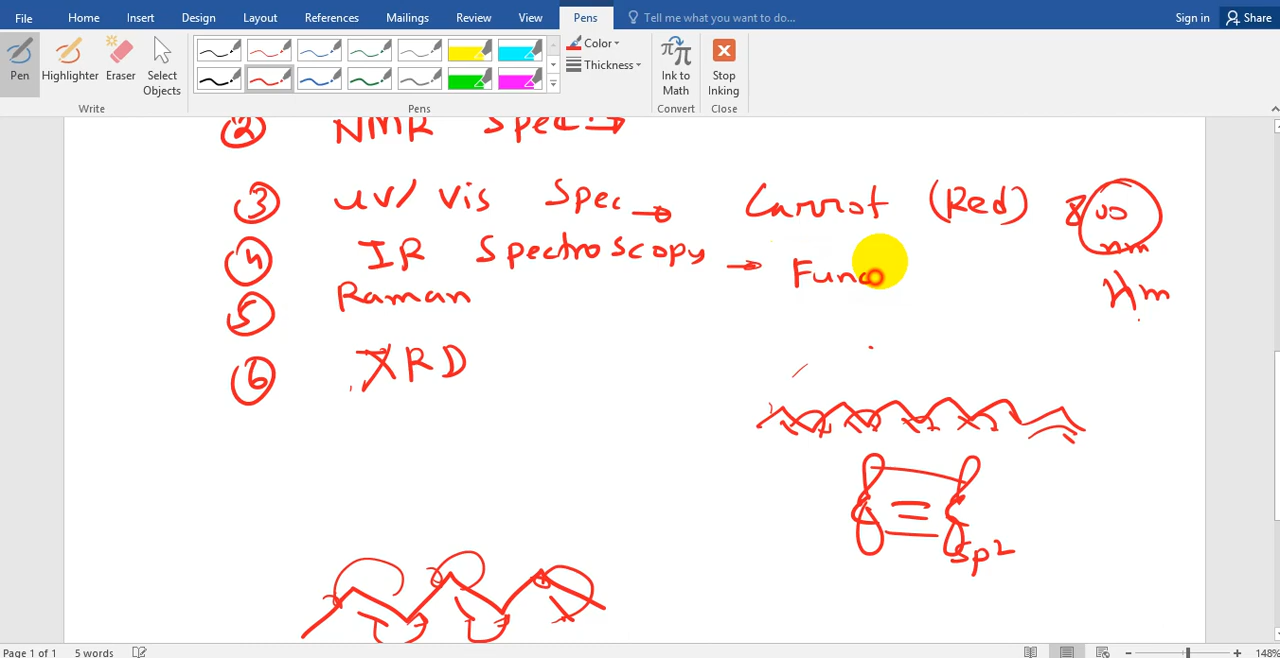 File Home Insert Design Layout References Mailings Review View Pens Tell me what you want to do... Sign in Share
Pen Highlighter Eraser Select Objects Color Thickness Ink to Math Stop Inking
Write Pens Convert Close
2 NMR Spec
3 UV/ Vis Spec → Carrot (Red) 800 nm
4 IR Spectroscopy → Func
Hm
5 Raman
6 XRD
=
Sp2
Page 1 of 1 5 words 148%